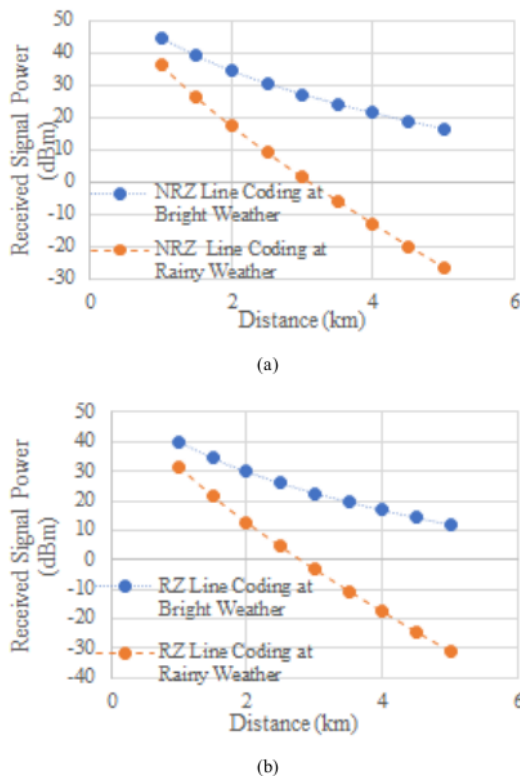 Received Signal Power
(dBm)
50
40
30
20
10
0
-10
-20
-30
NRZ Line Coding at
Bright Weather
NRZ Line Coding at
Rainy Weather
0
2
4
6
Distance (km)
(a)
Received Signal Power
(dBm)
50
40
30
20
10
0
-10
-20
-30
-40
RZ Line Coding at
Bright Weather
RZ Line Coding at
Rainy Weather
0
2
4
6
Distance (km)
(b)